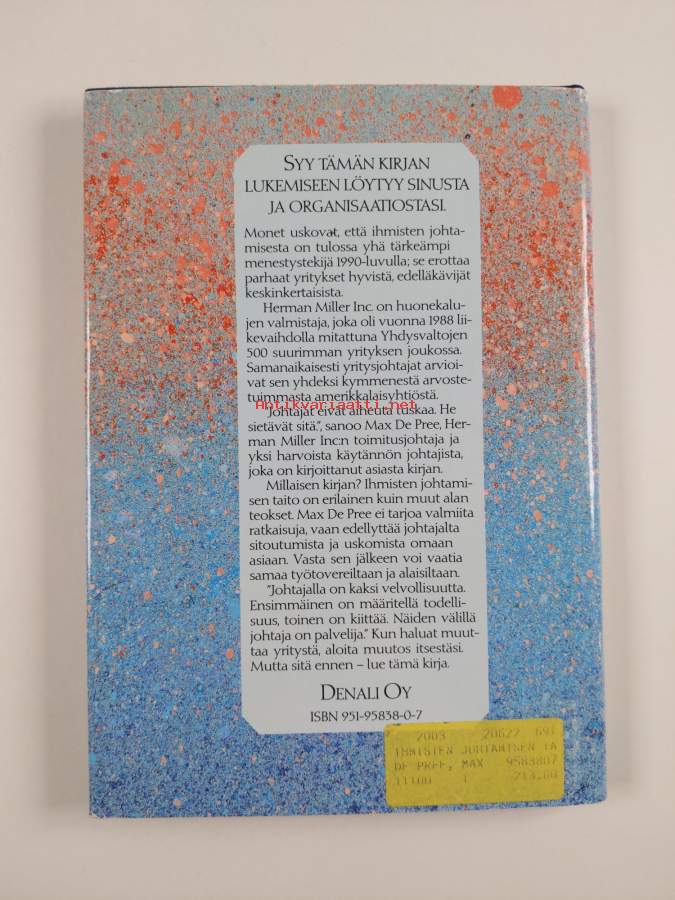 SYY TÄMÄN KIRJAN
LUKEMISEEN LÖYTYY SINUSTA
JA ORGANISAATIOSTASI.
Monet uskovat, että ihmisten johta-
misesta on tulossa yhä tärkeämpi
menestystekijä 1990-luvulla; se erottaa
parhaat yritykset hyvistä, edelläkävijät
keskinkertaisista.
Herman Miller Inc. on huonekalu-
jen valmistaja, joka oli vuonna 1988 lii-
kevaihdolla mitattuna Yhdysvaltojen
500 suurimman yrityksen joukossa.
Samanaikaisesti yritysjohtajat arvioi-
vat sen yhdeksi kymmenestä arvoste-
tuimmasta amerikkalaisyhtiöstä.
Antikvariaatti.net
"Johtajat eivät aiheuta tuskaa. He
sietävät sitä.", sanoo Max De Pree, Her-
man Miller Inc:n toimitusjohtaja ja
yksi harvoista käytännön johtajista,
joka on kirjoittanut asiasta kirjan.
Millaisen kirjan? Ihmisten johtami-
sen taito on erilainen kuin muut alan
teokset. Max De Pree ei tarjoa valmiita
ratkaisuja, vaan edellyttää johtajalta
sitoutumista ja uskomista omaan
asiaan. Vasta sen jälkeen voi vaatia
samaa työtovereiltaan ja alaisiltaan.
"Johtajalla on kaksi velvollisuutta.
Ensimmäinen on määritellä todelli-
suus, toinen on kiittää. Näiden välillä
johtaja on palvelija." Kun haluat muut-
taa yritystä, aloita muutos itsestäsi.
Mutta sitä ennen – lue tämä kirja.
DENALI OY
ISBN 951-95838-0-7
2003 20622 691
IHMISTEN JOHTAMISEN TA
DE PREE, MAX 9583807
11100 1